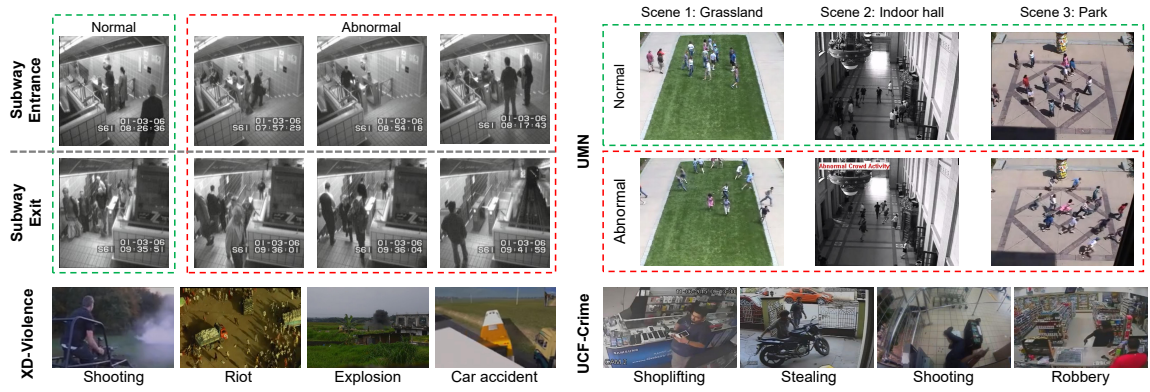 Normal
Abnormal
Subway Entrance
01-03-06
S61 08:26:36
01-03-06
S61 07:57:29
01-03-06
S61 08:54:18
01-03-06
S61 08:17:43
Subway Exit
01-03-06
S61 09:35:51
01-03-06
S61 09:36:01
01-03-06
S61 09:36:04
01-03-06
S61 09:41:59
XD-Violence
Shooting
Riot
Explosion
Car accident
Scene 1: Grassland
Scene 2: Indoor hall
Scene 3: Park
UMN
Normal
Abnormal
Abnormal Crowd Activity
UCF-Crime
Shoplifting
Stealing
Shooting
Robbery